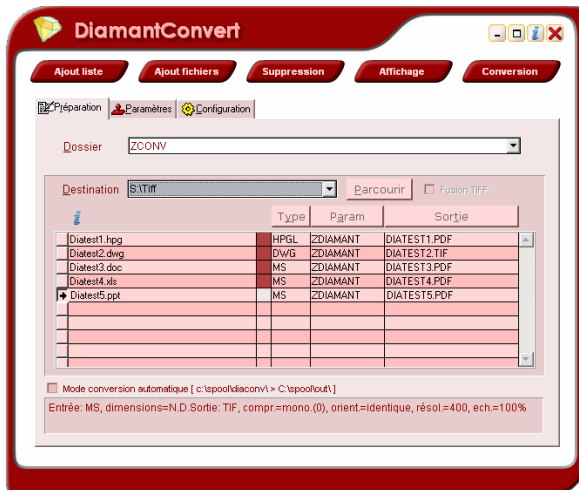 DiamantConvert
Ajout liste Ajout fichiers Suppression Affichage Conversion
Préparation Paramètres Configuration
Dossier ZCONV
Destination S:\Tiff Parcourir Fusion TiFF
Type Param Sortie
Diatest1.hpg HPGL ZDIAMANT DIATEST1.PDF
Diatest2.dwg DWG ZDIAMANT DIATEST2.TIF
Diatest3.doc MS ZDIAMANT DIATEST3.PDF
Diatest4.xls MS ZDIAMANT DIATEST4.PDF
Diatest5.ppt MS ZDIAMANT DIATEST5.PDF
Mode conversion automatique [ c:\spool\diaconv\ > C:\spool\out\ ]
Entrée: MS, dimensions=N.D.Sortie: TIF, compr.=mono.(0), orient.=identique, résol.=400, ech.=100%